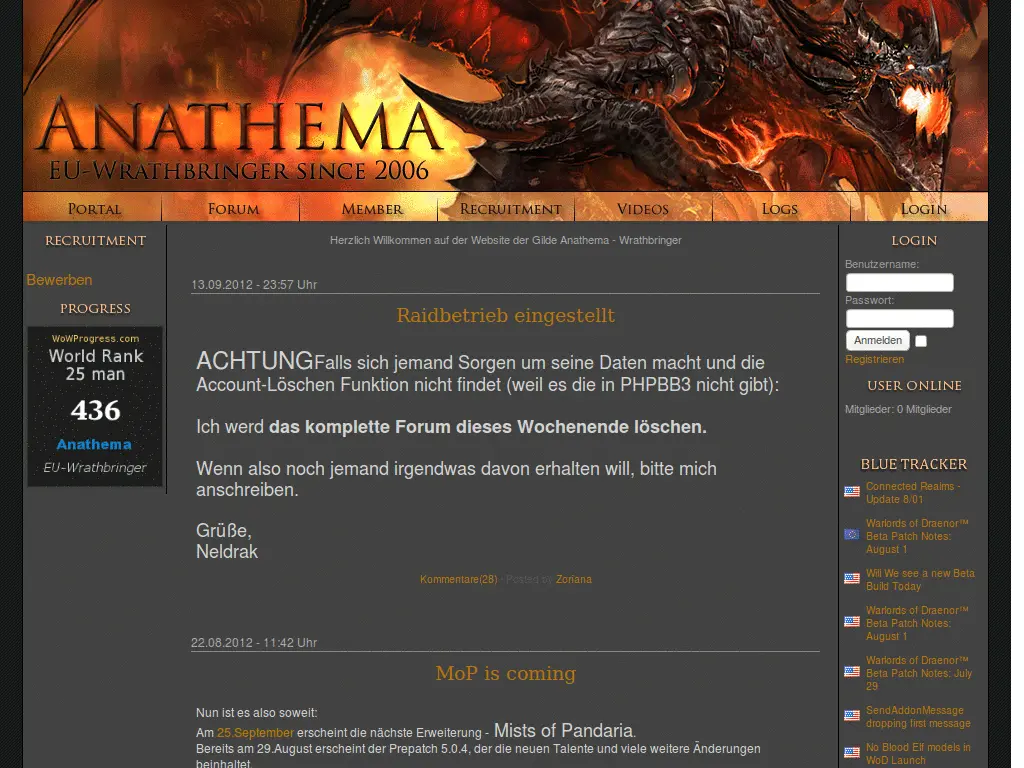 ANATHEMA
EU-WRATHBRINGER SINCE 2006
PORTAL
FORUM
MEMBER
RECRUITMENT
VIDEOS
LOGS
LOGIN
RECRUITMENT
Bewerben
PROGRESS
WoWProgress.com
World Rank
25 man
436
Anathema
EU-Wrathbringer
Herzlich Willkommen auf der Website der Gilde Anathema - Wrathbringer
13.09.2012 - 23:57 Uhr
Raidbetrieb eingestellt
ACHTUNGFalls sich jemand Sorgen um seine Daten macht und die
Account-Löschen Funktion nicht findet (weil es die in PHPBB3 nicht gibt):
Ich werd das komplette Forum dieses Wochenende löschen.
Wenn also noch jemand irgendwas davon erhalten will, bitte mich
anschreiben.
Grüße,
Neldrak
Kommentare(28) - Posted by Zoriana
22.08.2012 - 11:42 Uhr
MoP is coming
Nun ist es also soweit:
Am 25.September erscheint die nächste Erweiterung - Mists of Pandaria.
Bereits am 29.August erscheint der Prepatch 5.0.4, der die neuen Talente und viele weitere Änderungen
beinhaltet.
LOGIN
Benutzername:
Passwort:
Anmelden
Registrieren
USER ONLINE
Mitglieder: 0 Mitglieder
BLUE TRACKER
Connected Realms -
Update 8/01
Warlords of Draenor™
Beta Patch Notes:
August 1
Will We see a new Beta
Build Today
Warlords of Draenor™
Beta Patch Notes:
August 1
Warlords of Draenor™
Beta Patch Notes: July
29
SendAddonMessage
dropping first message
No Blood Elf models in
WoD Launch